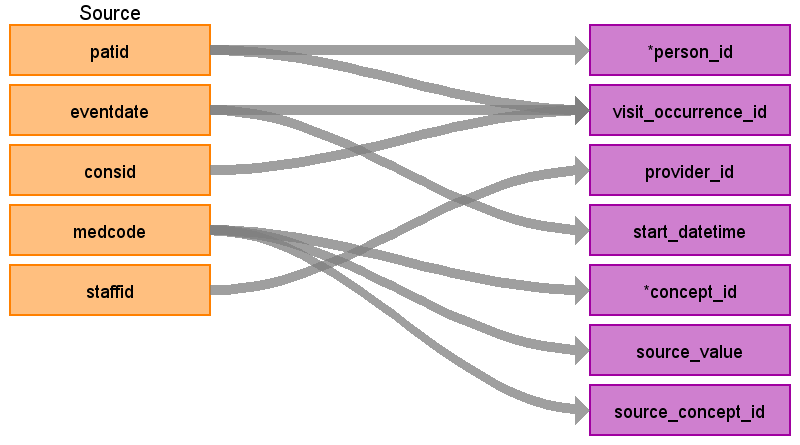 Source
patid
*person_id
eventdate
visit_occurrence_id
consid
provider_id
medcode
start_datetime
staffid
*concept_id
source_value
source_concept_id